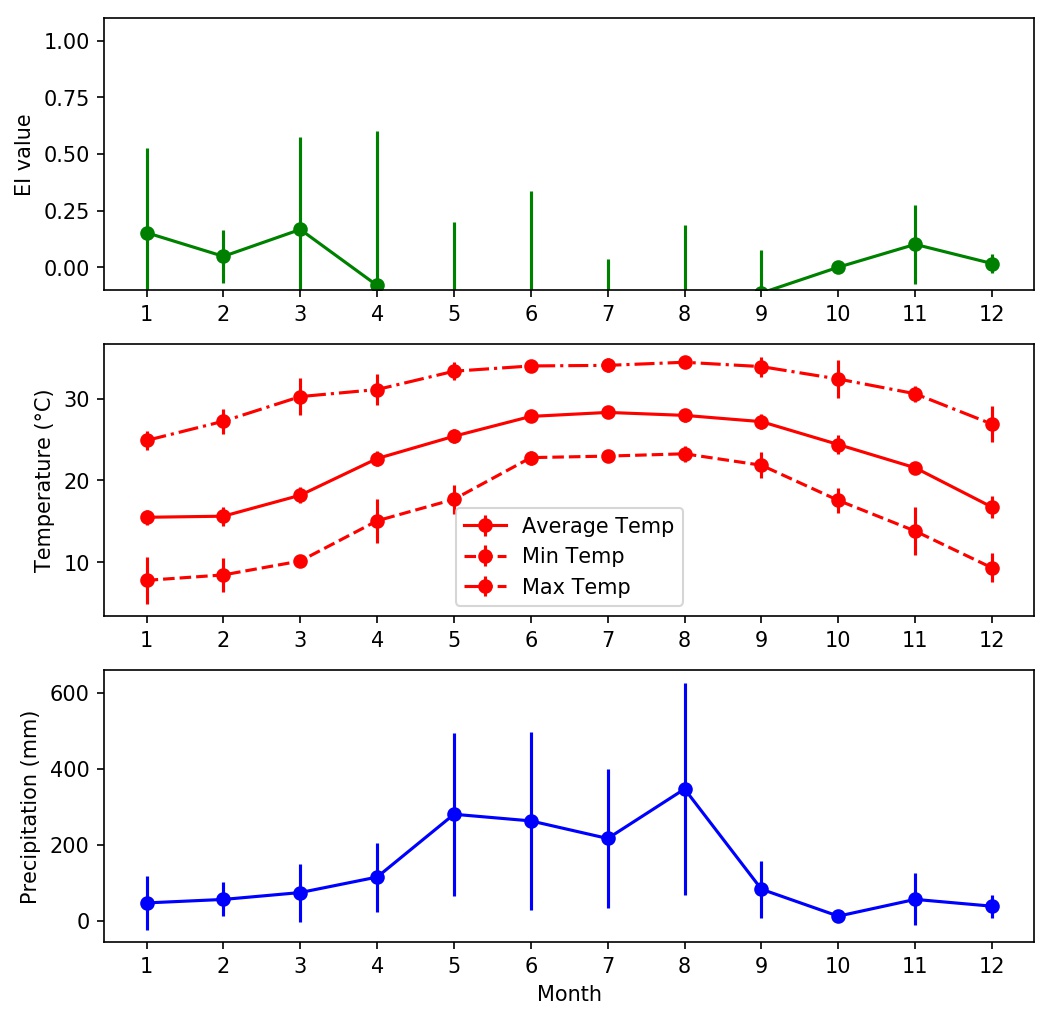 EI value
1.00
0.75
0.50
0.25
0.00
1 2 3 4 5 6 7 8 9 10 11 12
Temperature (°C)
30
20
10
Average Temp
Min Temp
Max Temp
1 2 3 4 5 6 7 8 9 10 11 12
Precipitation (mm)
600
400
200
0
1 2 3 4 5 6 7 8 9 10 11 12
Month